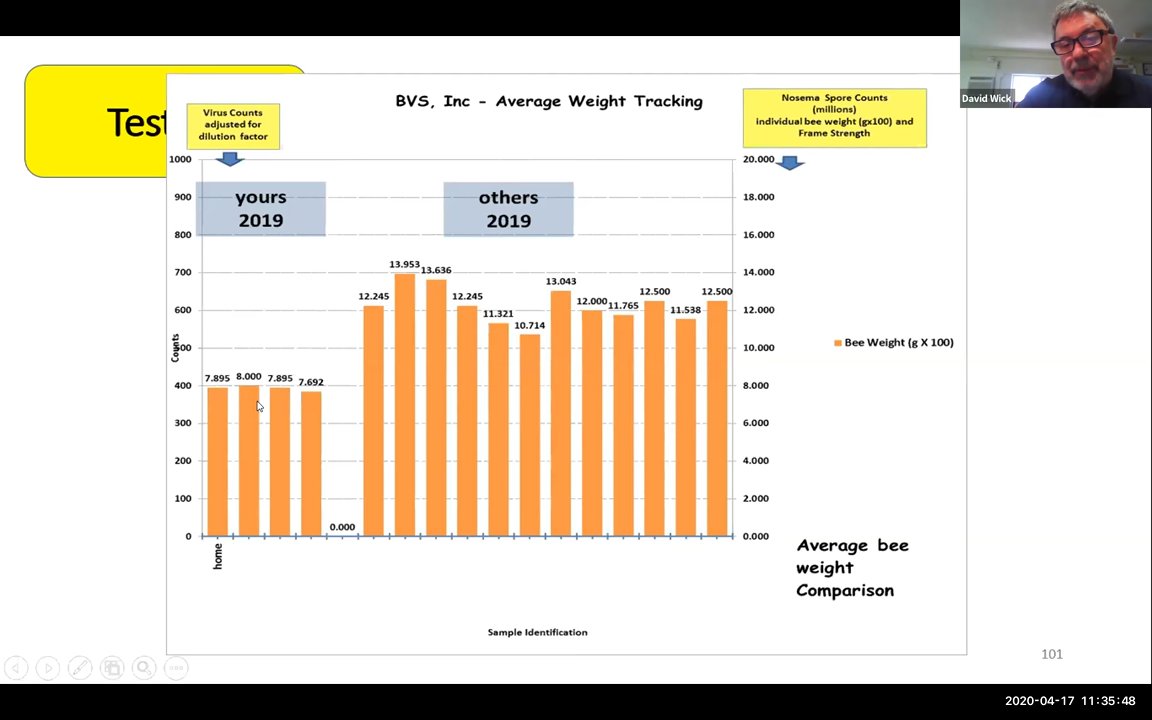 David Wick
Test
BVS, Inc - Average Weight Tracking
Virus Counts
adjusted for
dilution factor
Nosema Spore Counts
(millions)
individual bee weight (gx100) and
Frame Strength
yours
2019
others
2019
1000
900
800
700
600
500
400
300
200
100
0
Counts
20.000
18.000
16.000
14.000
12.000
10.000
8.000
6.000
4.000
2.000
0.000
7.895
8.000
7.895
7.692
0.000
12.245
13.953
13.636
12.245
11.321
10.714
13.043
12.000
11.765
12.500
11.538
12.500
Bee Weight (g X 100)
home
Average bee
weight
Comparison
Sample Identification
101
2020-04-17 11:35:48